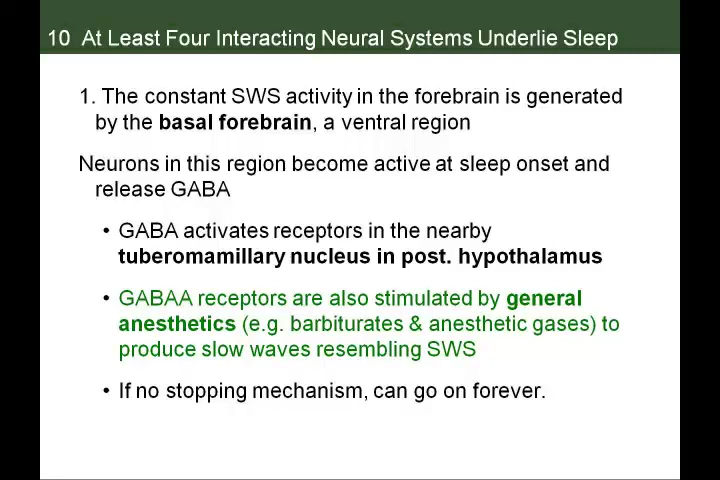 10 At Least Four Interacting Neural Systems Underlie Sleep
1. The constant SWS activity in the forebrain is generated
by the basal forebrain, a ventral region
Neurons in this region become active at sleep onset and
release GABA
• GABA activates receptors in the nearby
tuberomamillary nucleus in post. hypothalamus
• GABAA receptors are also stimulated by general
anesthetics (e.g. barbiturates & anesthetic gases) to
produce slow waves resembling SWS
• If no stopping mechanism, can go on forever.